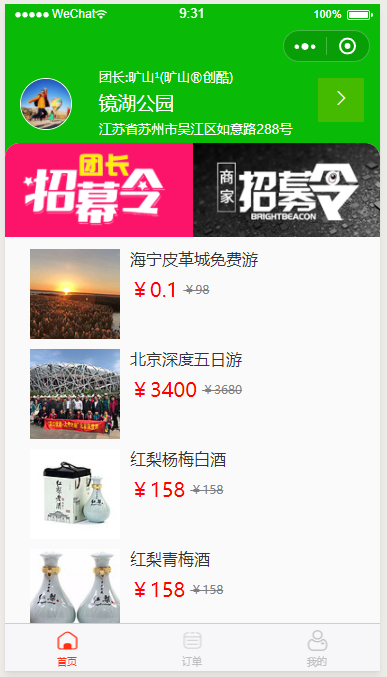 WeChat 9:31 100%
团长:旷山¹(旷山®创酷)
镜湖公园
江苏省苏州市吴江区如意路288号
团长
招募令
商家
招募令
BRIGHTBEACON
海宁皮革城免费游
￥0.1 ￥98
北京深度五日游
￥3400 ￥3680
红梨杨梅白酒
￥158 ￥158
红梨青梅酒
￥158 ￥158
首页 订单 我的